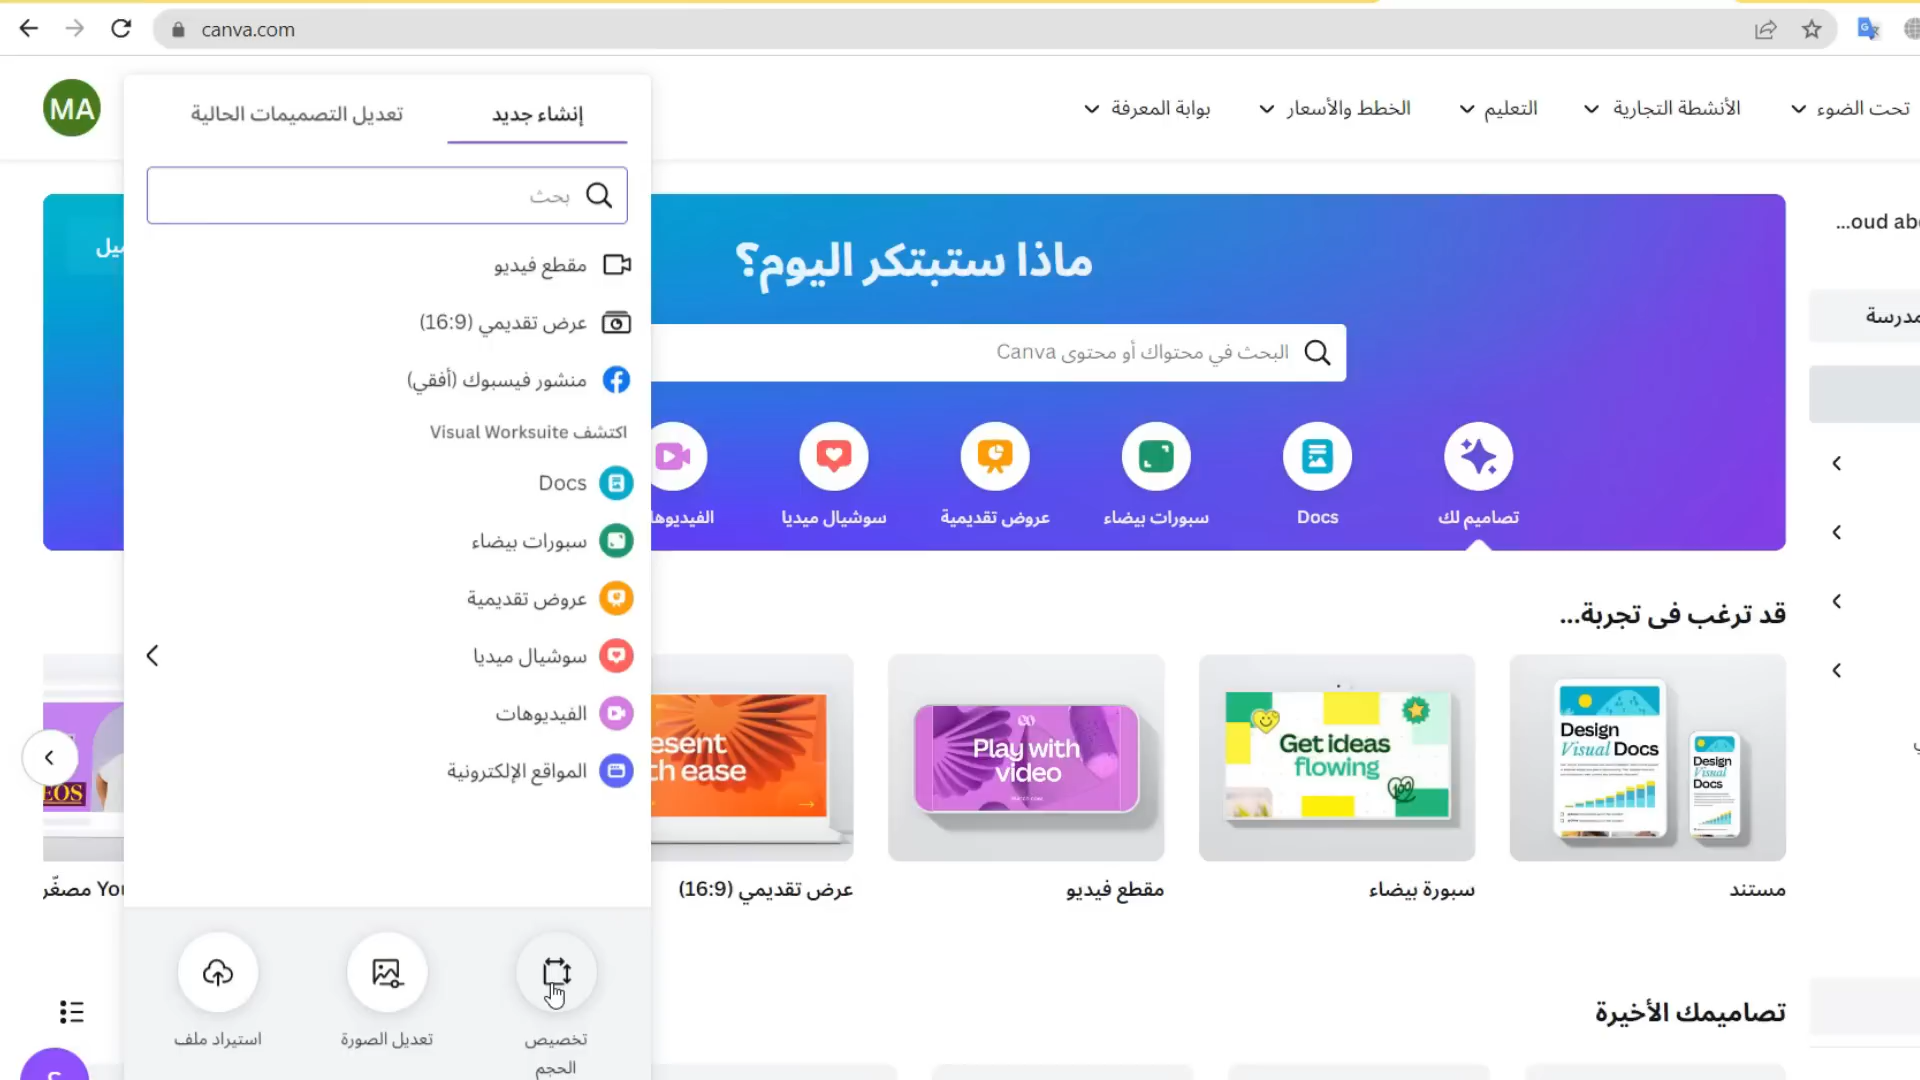 canva.com
MA
تحت الضوء
الأنشطة التجارية
التعليم
الخطط والأسعار
بوابة المعرفة
إنشاء جديد
تعديل التصميمات الحالية
بحث
مقطع فيديو
عرض تقديمي (16:9)
منشور فيسبوك (أفقي)
اكتشف Visual Worksuite
Docs
سبورات بيضاء
عروض تقديمية
سوشيال ميديا
الفيديوهات
المواقع الإلكترونية
تخصيص
الحجم
تعديل الصورة
استيراد ملف
ماذا ستبتكر اليوم؟
البحث في محتواك أو محتوى Canva
تصاميم لك
Docs
سبورات بيضاء
عروض تقديمية
سوشيال ميديا
قد ترغب في تجربة...
Design
Visual Docs
Design
Visual
Docs
Get ideas
flowing
100
Play with
video
ease
مستند
سبورة بيضاء
مقطع فيديو
عرض تقديمي (16:9)
تصاميمك الأخيرة